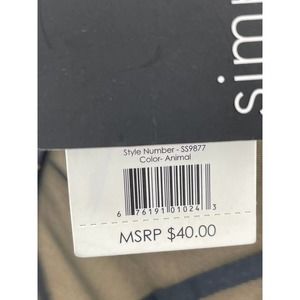 sim
Style Number - SS9877
Color- Animal
6 76191 01024 3
MSRP $40.00